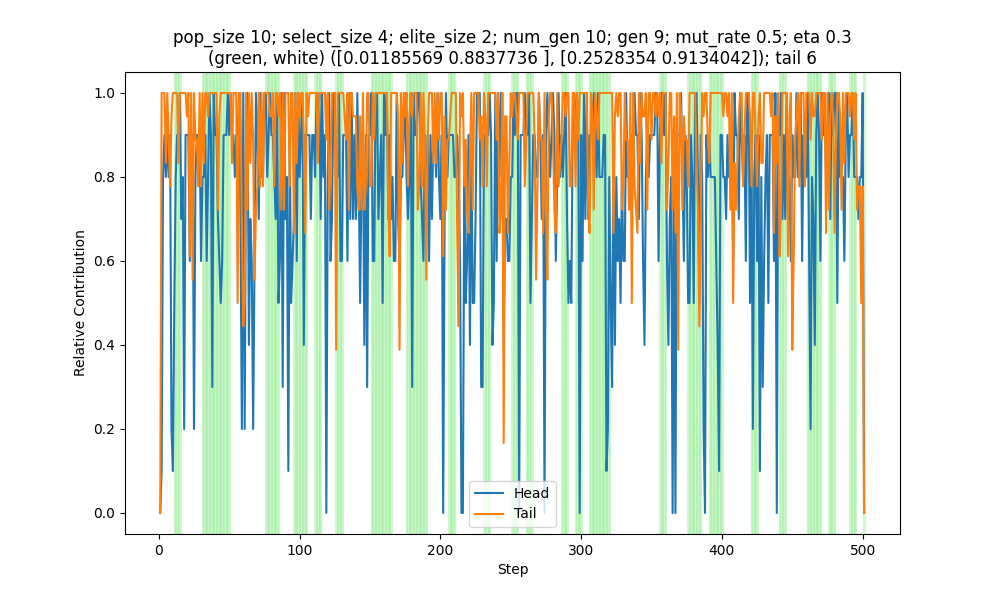 pop_size 10; select_size 4; elite_size 2; num_gen 10; gen 9; mut_rate 0.5; eta 0.3
(green, white) ([0.01185569 0.8837736 ], [0.2528354 0.9134042]); tail 6
1.0
0.8
0.6
0.4
0.2
0.0
Relative Contribution
Head
Tail
0
100
200
300
400
500
Step